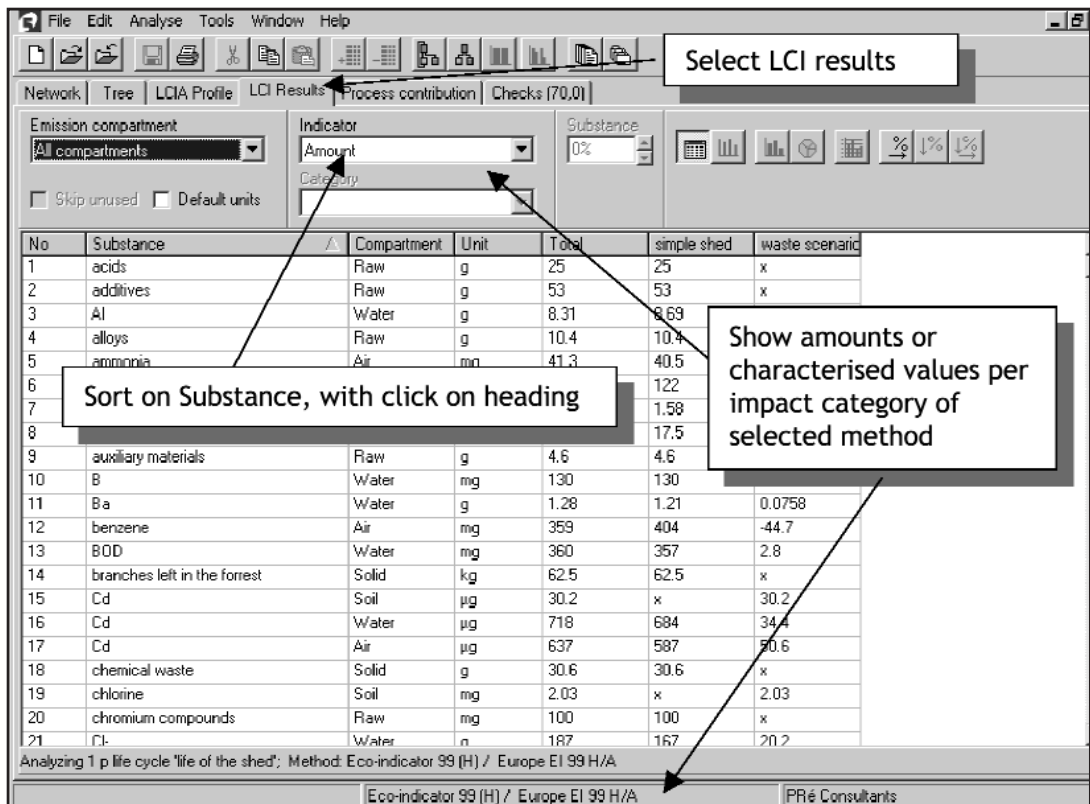 File Edit Analyse Tools Window Help
Select LCI results
Network Tree LCIA Profile LCI Results Process contribution Checks (70,0)
Emission compartment Indicator Substance
All compartments Amount 0%
Category
Skip unused Default units
No Substance Compartment Unit Total simple shed waste scenaric
1 acids Raw g 25 25 x
2 additives Raw g 53 53 x
3 Al Water g 8.31 8.69
4 alloys Raw g 10.4 10.4
5 ammonia Air mg 41.3 40.5
6 122
7 1.58
8 17.5
Sort on Substance, with click on heading
Show amounts or
characterised values per
impact category of
selected method
9 auxiliary materials Raw g 4.6 4.6
10 B Water mg 130 130
11 Ba Water g 1.28 1.21 0.0758
12 benzene Air mg 359 404 -44.7
13 BOD Water mg 360 357 2.8
14 branches left in the forrest Solid kg 62.5 62.5 x
15 Cd Soil µg 30.2 x 30.2
16 Cd Water µg 718 684 34.4
17 Cd Air µg 637 587 50.6
18 chemical waste Solid g 30.6 30.6 x
19 chlorine Soil mg 2.03 x 2.03
20 chromium compounds Raw mg 100 100 x
21 Cl- Water g 187 167 20.2
Analyzing 1 p life cycle 'life of the shed'; Method: Eco-indicator 99 (H) / Europe EI 99 H/A
Eco-indicator 99 (H) / Europe EI 99 H/A PRé Consultants